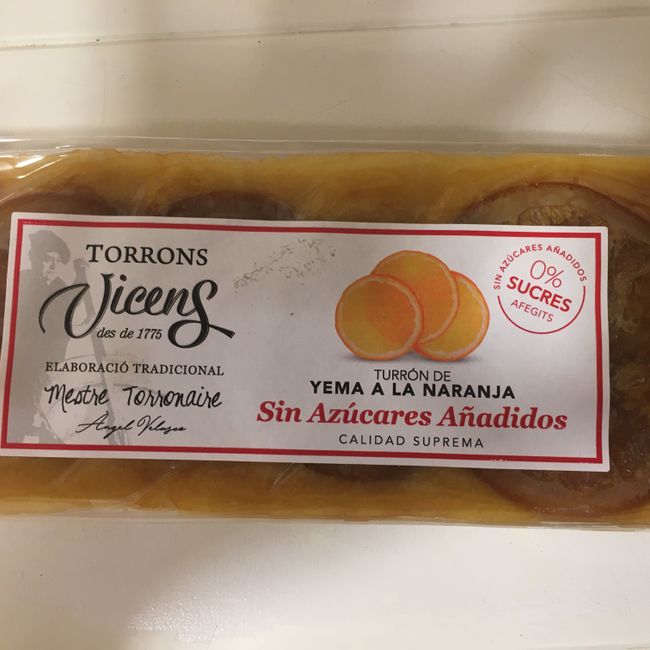 TORRONS
Vicens
des de 1775
ELABORACIÓ TRADICIONAL
Mestre Torronaire
Àngel Velasco
SIN AZÚCARES AÑADIDOS
0%
SUCRES
AFEGITS
TURRÓN DE
YEMA A LA NARANJA
Sin Azúcares Añadidos
CALIDAD SUPREMA